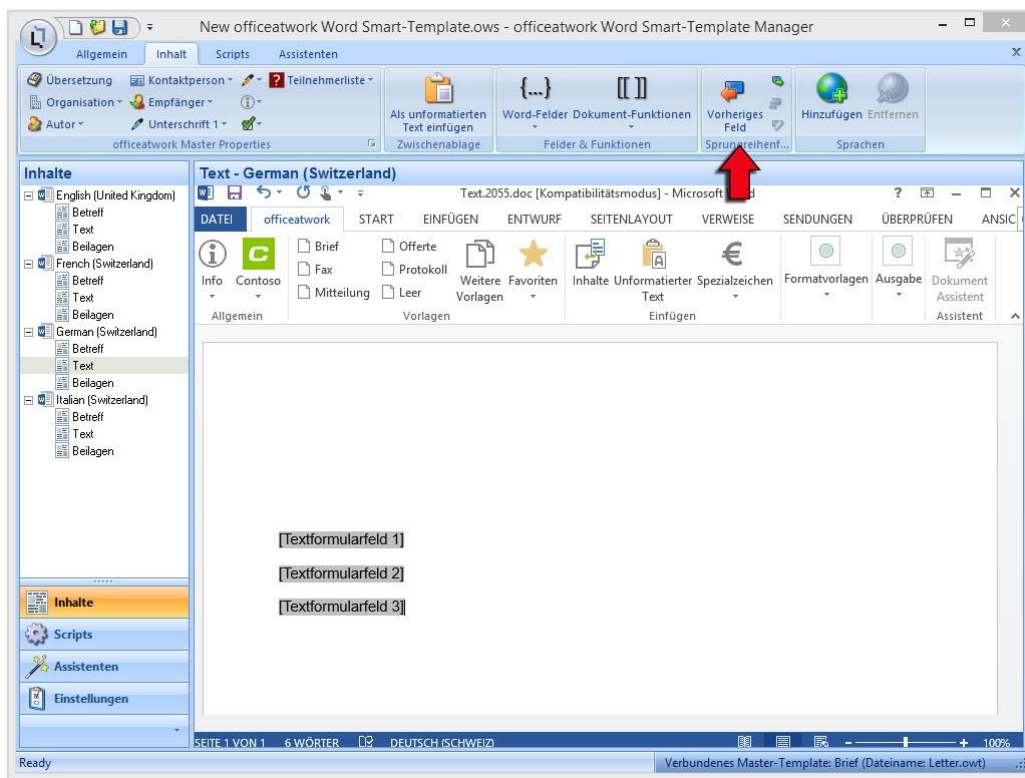 New officeatwork Word Smart-Template.ows - officeatwork Word Smart-Template Manager
Allgemein Inhalt Scripts Assistenten
Übersetzung Kontaktperson Teilnehmerliste
Organisation Empfänger
Autor Unterschrift 1
officeatwork Master Properties
Als unformatierten
Text einfügen
Zwischenablage
{...} [[ ]]
Word-Felder Dokument-Funktionen
Felder & Funktionen
Vorheriges
Feld
Sprungreihenf...
Hinzufügen Entfernen
Sprachen
Inhalte
English (United Kingdom)
Betreff
Text
Beilagen
French (Switzerland)
Betreff
Text
Beilagen
German (Switzerland)
Betreff
Text
Beilagen
Italian (Switzerland)
Betreff
Text
Beilagen
Inhalte
Scripts
Assistenten
Einstellungen
Text - German (Switzerland)
Text.2055.doc [Kompatibilitätsmodus] - Microsoft
DATEI officeatwork START EINFÜGEN ENTWURF SEITENLAYOUT VERWEISE SENDUNGEN ÜBERPRÜFEN ANSIC
Info Contoso
Allgemein
Brief Offerte
Fax Protokoll
Mitteilung Leer
Weitere
Vorlagen
Favoriten
Vorlagen
Inhalte Unformatierter
Text
Spezialzeichen
Einfügen
Formatvorlagen Ausgabe Dokument
Assistent
Assistent
[Textformularfeld 1]
[Textformularfeld 2]
[Textformularfeld 3]
SEITE 1 VON 1 6 WÖRTER DEUTSCH (SCHWEIZ) 100%
Ready Verbundenes Master-Template: Brief (Dateiname: Letter.owt)